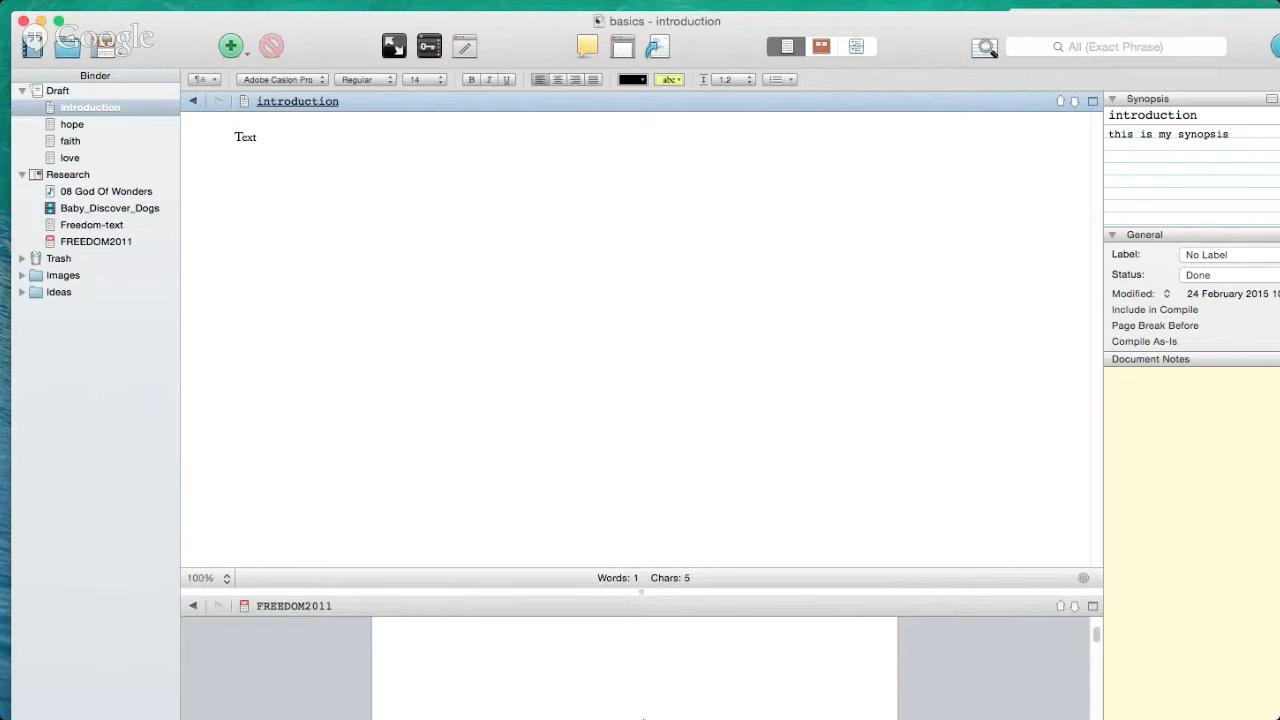 basics - introduction
Google
All (Exact Phrase)
Binder
Adobe Caslon Pro
Regular
14
B I U
abc
1.2
Draft
introduction
hope
faith
love
Research
08 God Of Wonders
Baby_Discover_Dogs
Freedom-text
FREEDOM2011
Trash
Images
Ideas
introduction
Text
100%
Words: 1 Chars: 5
FREEDOM2011
Synopsis
introduction
this is my synopsis
General
Label: No Label
Status: Done
Modified: 24 February 2015 10
Include in Compile
Page Break Before
Compile As-Is
Document Notes